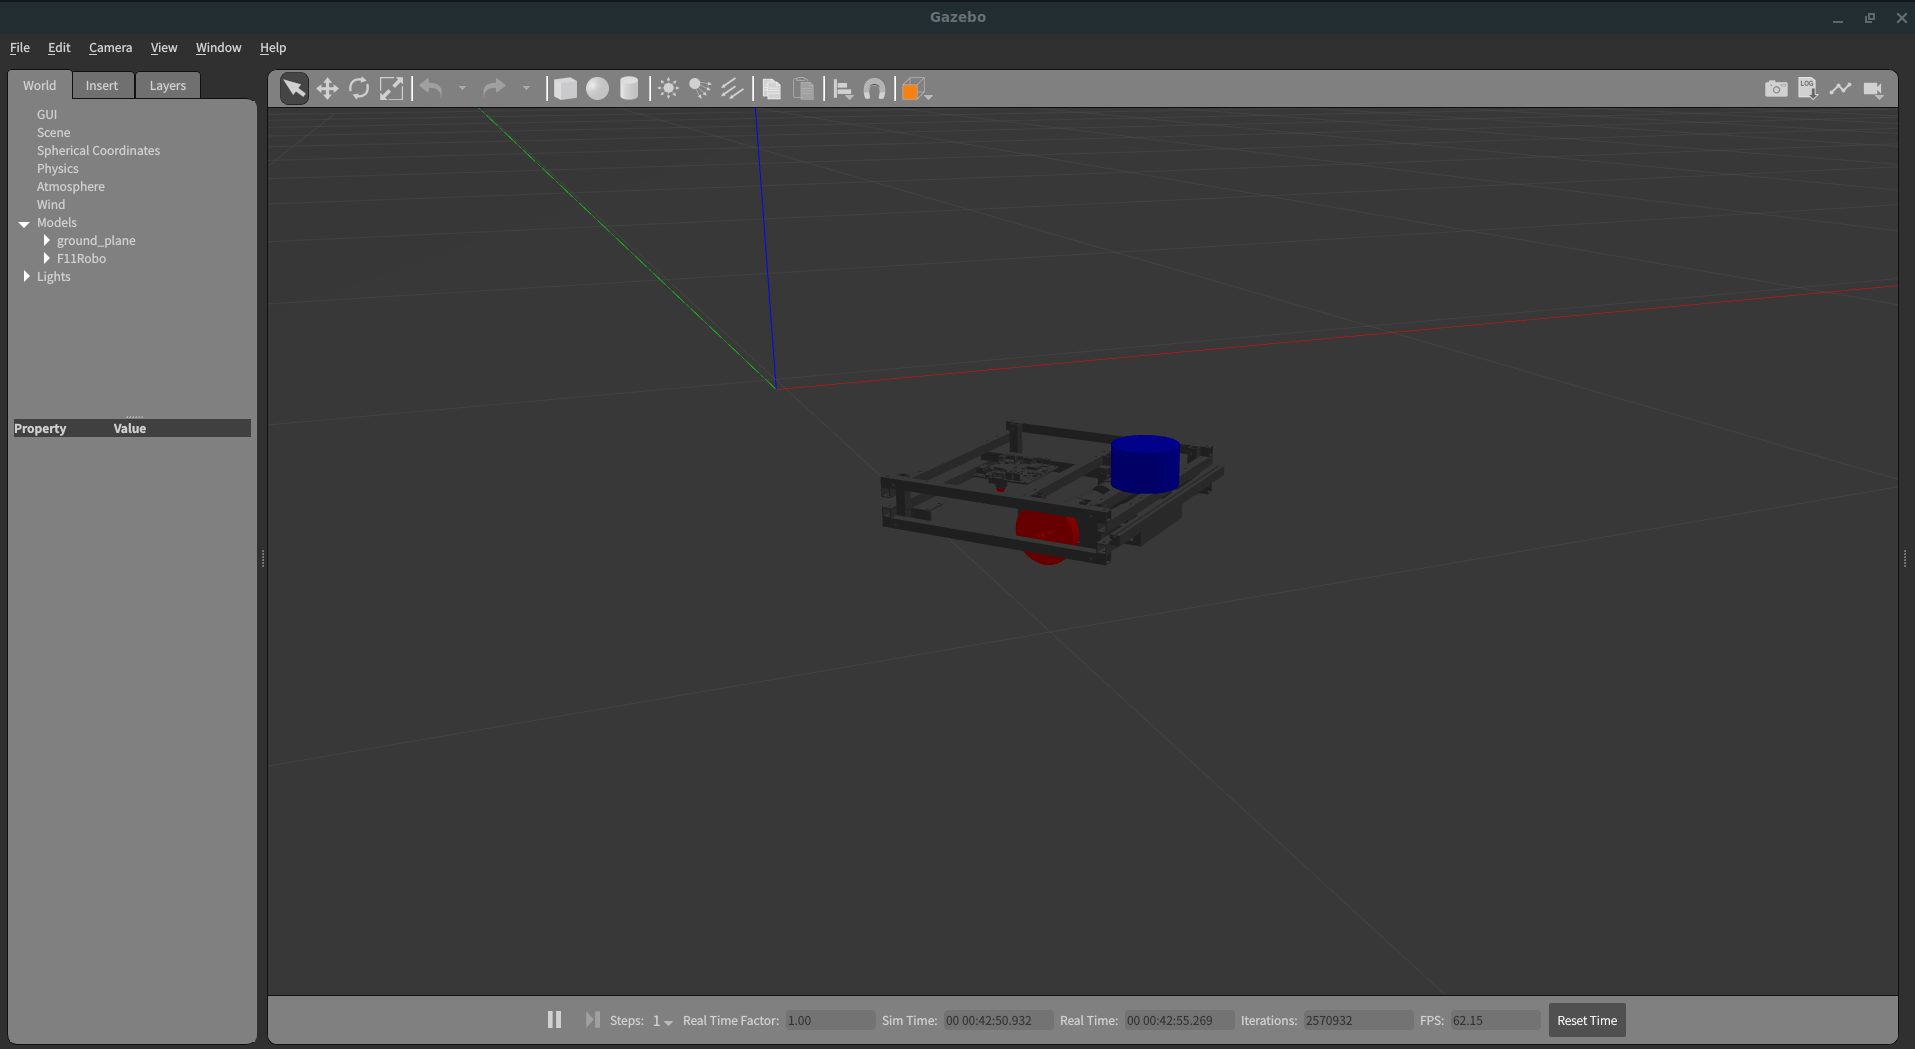 Gazebo
File Edit Camera View Window Help
World Insert Layers
LOG
GUI
Scene
Spherical Coordinates
Physics
Atmosphere
Wind
Models
ground_plane
F11Robo
Lights
Property Value
Steps: 1 Real Time Factor: 1.00 Sim Time: 00 00:42:50.932 Real Time: 00 00:42:55.269 Iterations: 2570932 FPS: 62.15 Reset Time